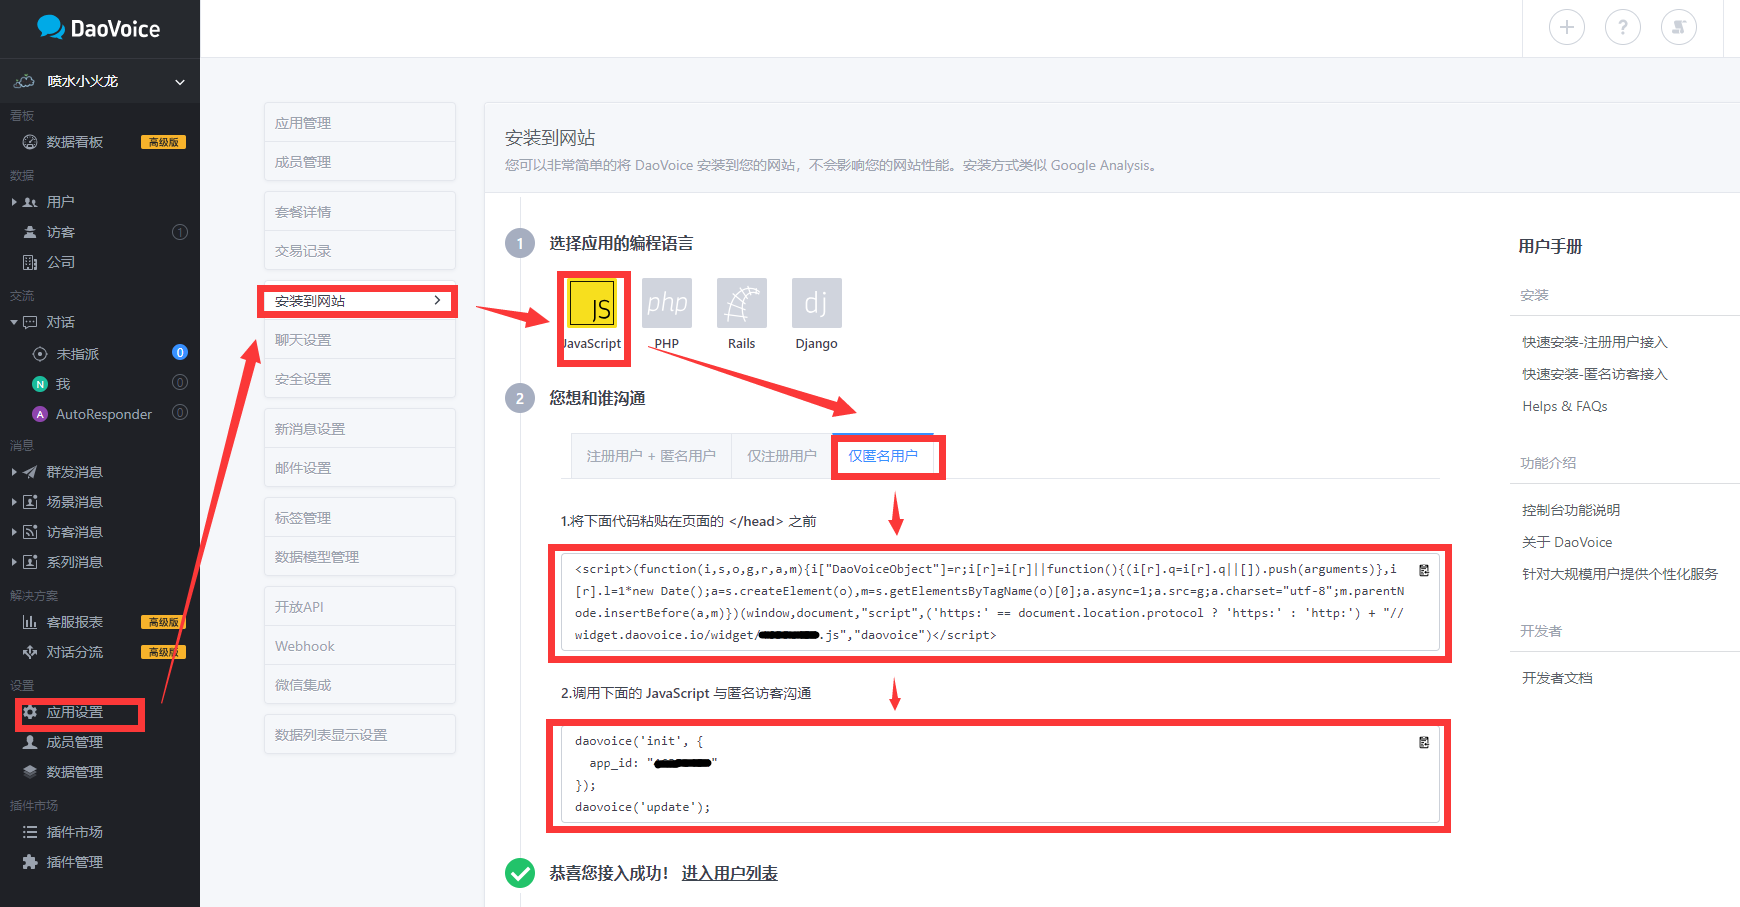 DaoVoice
喷水小火龙
看板
数据看板 高级版
数据
用户
访客 1
公司
交流
对话
未指派 0
N 我 0
A AutoResponder 0
消息
群发消息
场景消息
访客消息
系列消息
解决方案
客服报表 高级版
对话分流 高级版
设置
应用设置
成员管理
数据管理
插件市场
插件市场
插件管理
应用管理
成员管理
套餐详情
交易记录
安装到网站
聊天设置
安全设置
新消息设置
邮件设置
标签管理
数据模型管理
开放API
Webhook
微信集成
数据列表显示设置
安装到网站
您可以非常简单的将 DaoVoice 安装到您的网站，不会影响您的网站性能。安装方式类似 Google Analysis。
1 选择应用的编程语言
JS php dj
JavaScript PHP Rails Django
2 您想和谁沟通
注册用户 + 匿名用户 仅注册用户 仅匿名用户
1.将下面代码粘贴在页面的 </head> 之前
<script>(function(i,s,o,g,r,a,m){i["DaoVoiceObject"]=r;i[r]=i[r]||function(){(i[r].q=i[r].q||[]).push(arguments)},i
[r].l=1*new Date();a=s.createElement(o),m=s.getElementsByTagName(o)[0];a.async=1;a.src=g;a.charset="utf-8";m.parentN
ode.insertBefore(a,m)})(window,document,"script",('https:' == document.location.protocol ? 'https:' : 'http:') + "//
widget.daovoice.io/widget/ .js","daovoice")</script>
2.调用下面的 JavaScript 与匿名访客沟通
daovoice('init', {
app_id: " "
});
daovoice('update');
恭喜您接入成功！ 进入用户列表
?
用户手册
安装
快速安装-注册用户接入
快速安装-匿名访客接入
Helps & FAQs
功能介绍
控制台功能说明
关于 DaoVoice
针对大规模用户提供个性化服务
开发者
开发者文档